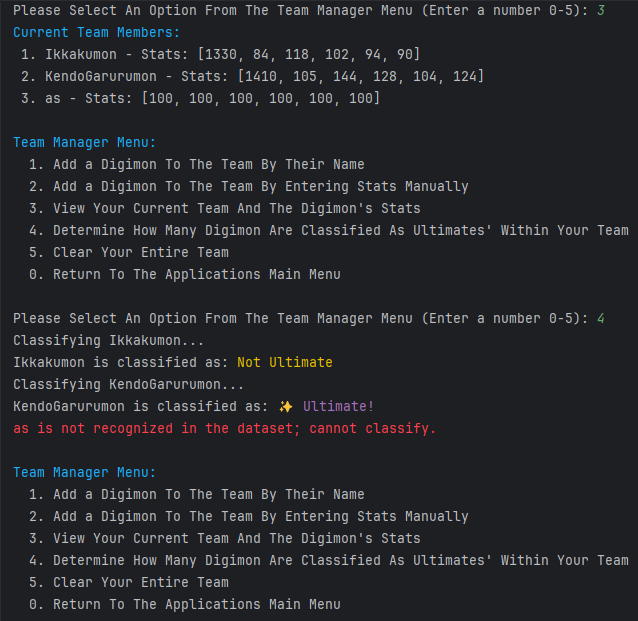 Please Select An Option From The Team Manager Menu (Enter a number 0-5): 3
Current Team Members:
1. Ikkakumon - Stats: [1330, 84, 118, 102, 94, 90]
2. KendoGarurumon - Stats: [1410, 105, 144, 128, 104, 124]
3. as - Stats: [100, 100, 100, 100, 100, 100]
Team Manager Menu:
1. Add a Digimon To The Team By Their Name
2. Add a Digimon To The Team By Entering Stats Manually
3. View Your Current Team And The Digimon's Stats
4. Determine How Many Digimon Are Classified As Ultimates' Within Your Team
5. Clear Your Entire Team
0. Return To The Applications Main Menu
Please Select An Option From The Team Manager Menu (Enter a number 0-5): 4
Classifying Ikkakumon...
Ikkakumon is classified as: Not Ultimate
Classifying KendoGarurumon...
KendoGarurumon is classified as: ✨ Ultimate!
as is not recognized in the dataset; cannot classify.
Team Manager Menu:
1. Add a Digimon To The Team By Their Name
2. Add a Digimon To The Team By Entering Stats Manually
3. View Your Current Team And The Digimon's Stats
4. Determine How Many Digimon Are Classified As Ultimates' Within Your Team
5. Clear Your Entire Team
0. Return To The Applications Main Menu